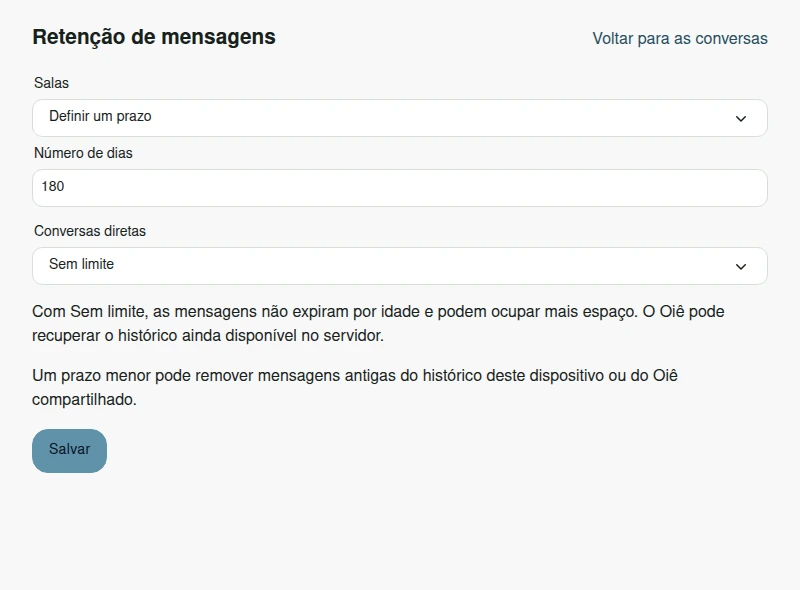 Retenção de mensagens
Voltar para as conversas
Salas
Definir um prazo
Número de dias
180
Conversas diretas
Sem limite
Com Sem limite, as mensagens não expiram por idade e podem ocupar mais espaço. O Oiê pode
recuperar o histórico ainda disponível no servidor.
Um prazo menor pode remover mensagens antigas do histórico deste dispositivo ou do Oiê
compartilhado.
Salvar